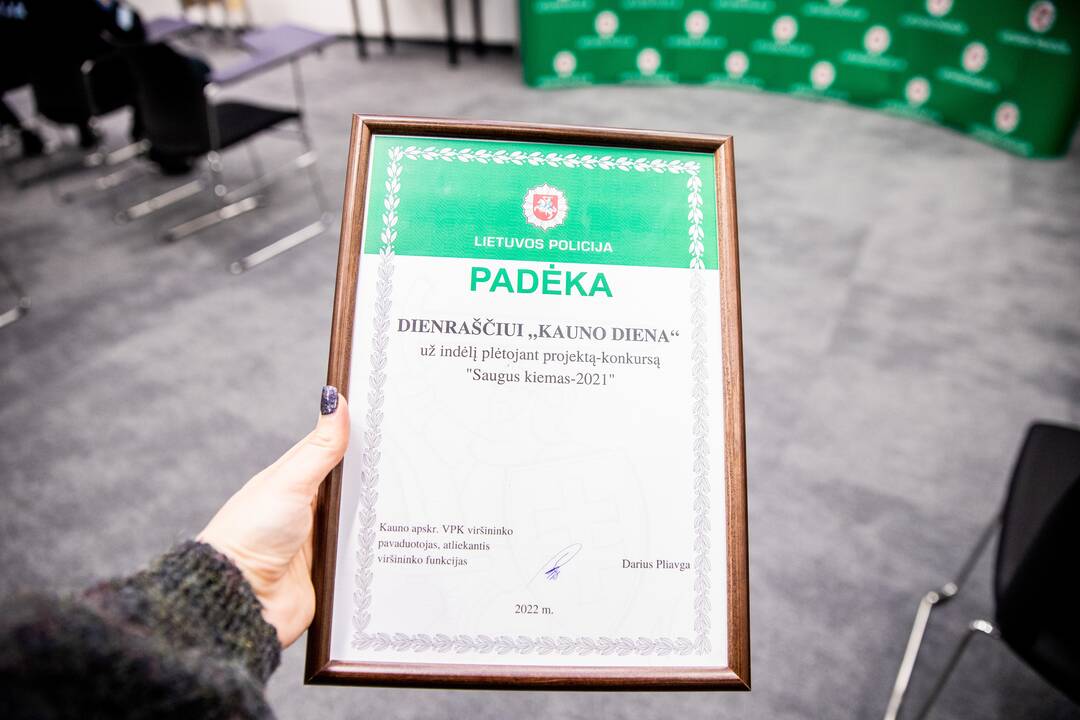 LIETUVOS POLICIJA
PADĖKA
DIENRAŠČIUI „KAUNO DIENA“
už indėlį plėtojant projektą-konkursą
"Saugus kiemas-2021"
Kauno apskr. VPK viršininko
pavaduotojas, atliekantis
viršininko funkcijas
Darius Pliavga
2022 m.